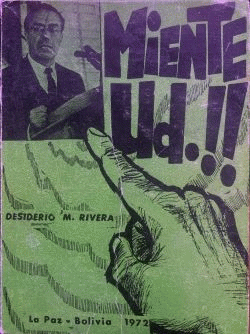 MIENTE
Ud.!!
DESIDERIO M. RIVERA
La Paz - Bolivia 1972